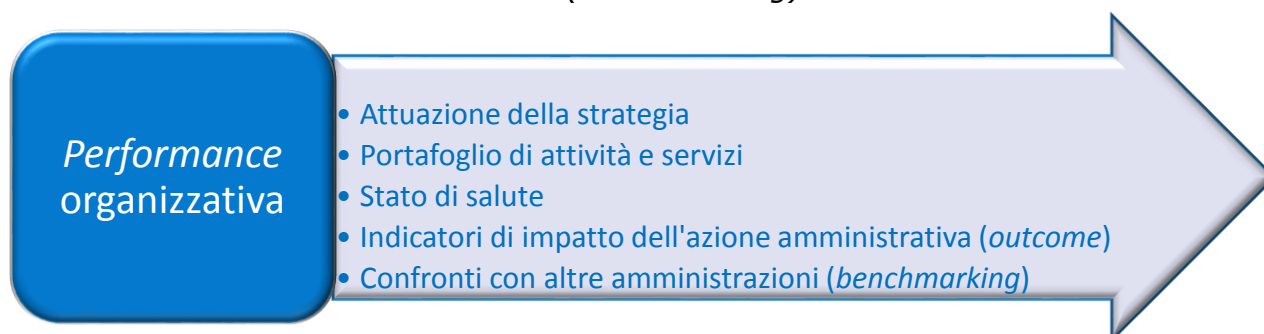 Performance
organizzativa
• Attuazione della strategia
• Portafoglio di attività e servizi
• Stato di salute
• Indicatori di impatto dell'azione amministrativa (outcome)
• Confronti con altre amministrazioni (benchmarking)